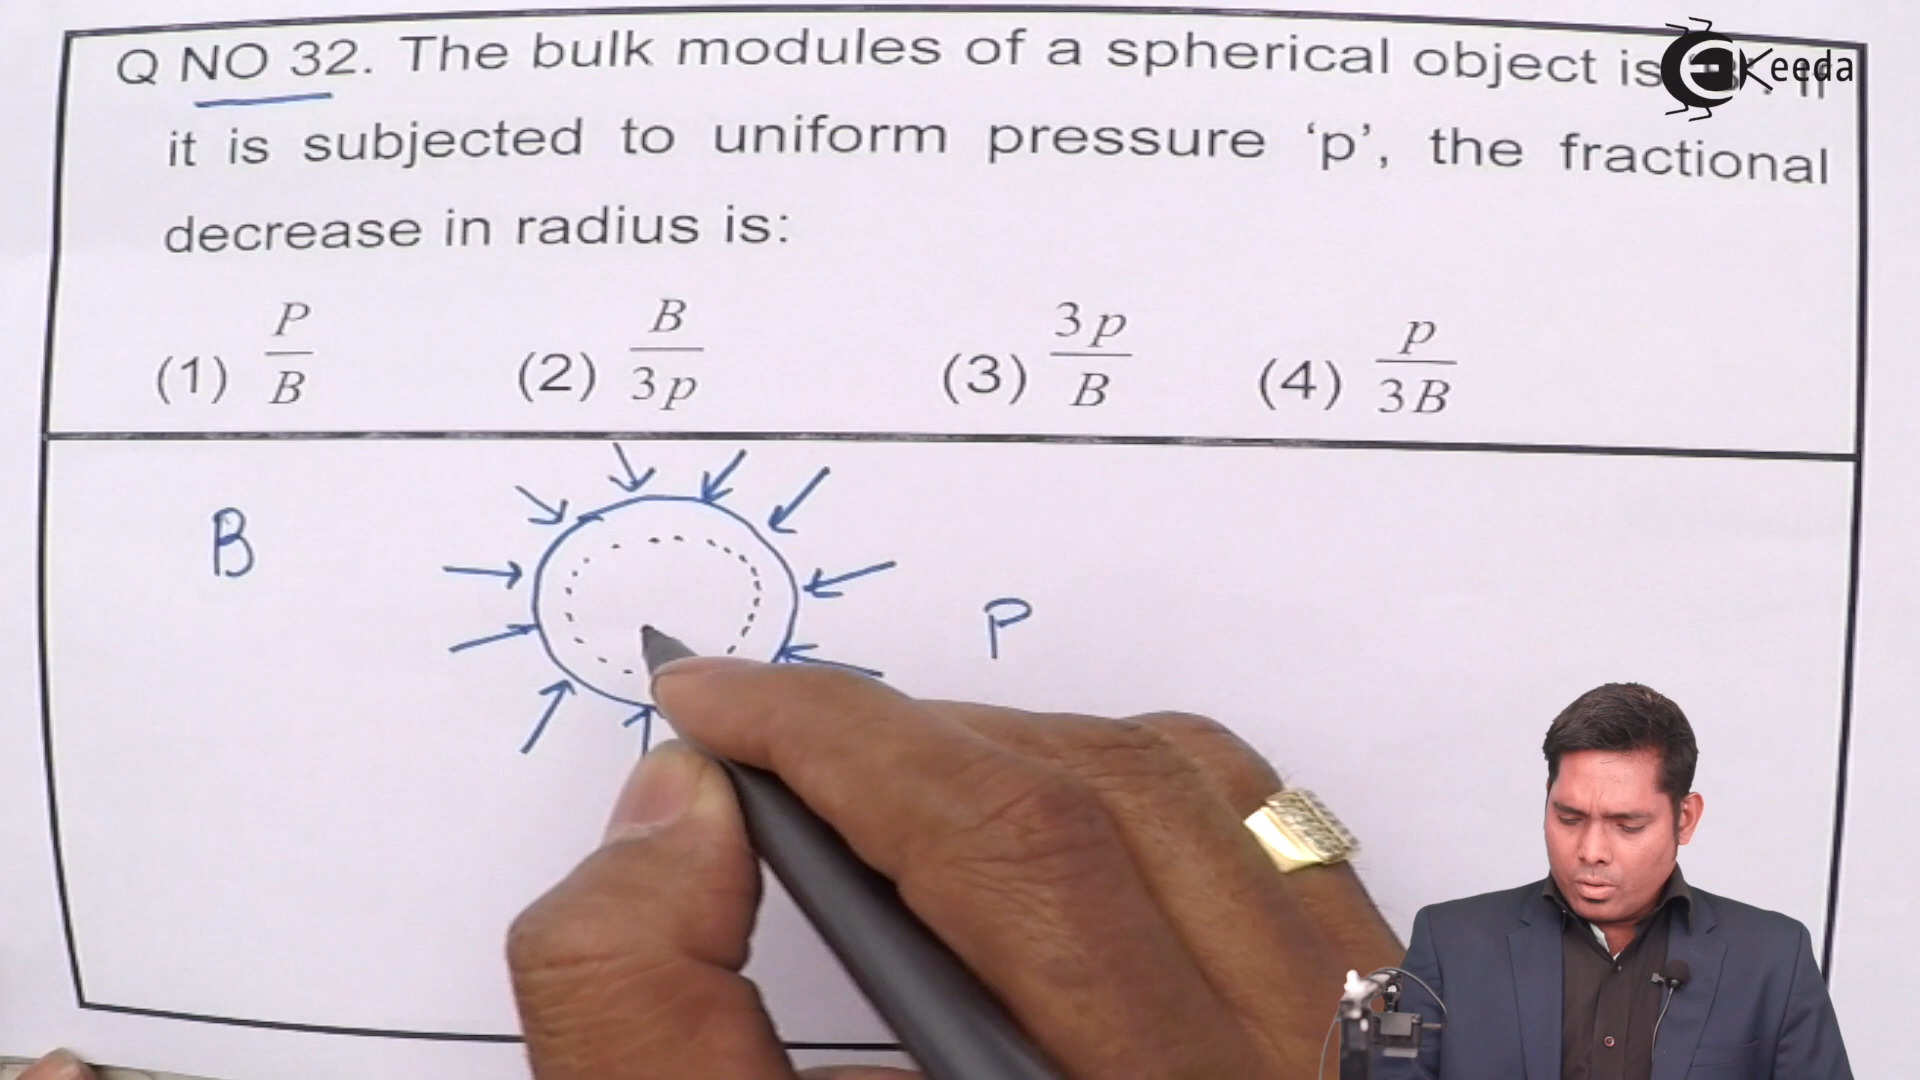 Q NO 32. The bulk modules of a spherical object is
it is subjected to uniform pressure ‘p’, the fractional
decrease in radius is:
(1) P/B (2) B/3p (3) 3p/B (4) p/3B
B
P
Keeda